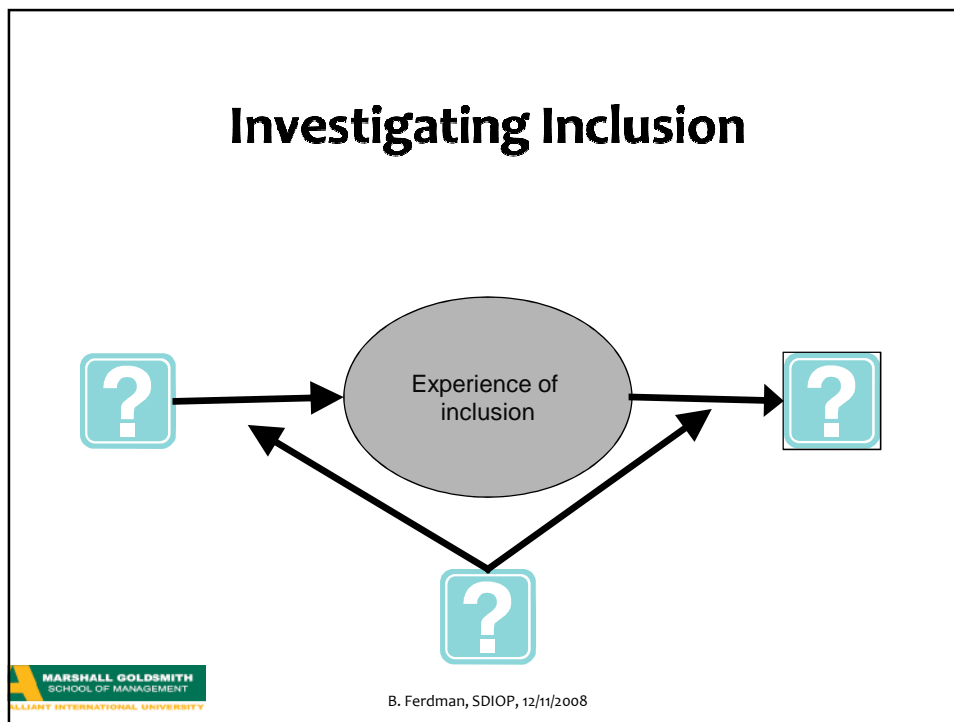 Investigating Inclusion
?
Experience of
inclusion
?
?
MARSHALL GOLDSMITH
SCHOOL OF MANAGEMENT
ALLIANT INTERNATIONAL UNIVERSITY
B. Ferdman, SDIOP, 12/11/2008